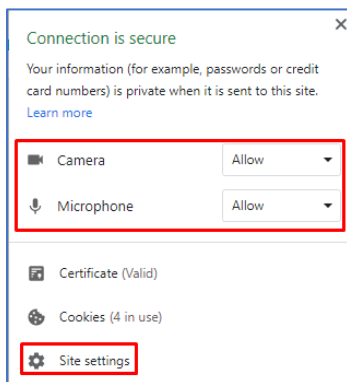 Connection is secure
Your information (for example, passwords or credit
card numbers) is private when it is sent to this site.
Learn more
Camera Allow
Microphone Allow
Certificate (Valid)
Cookies (4 in use)
Site settings